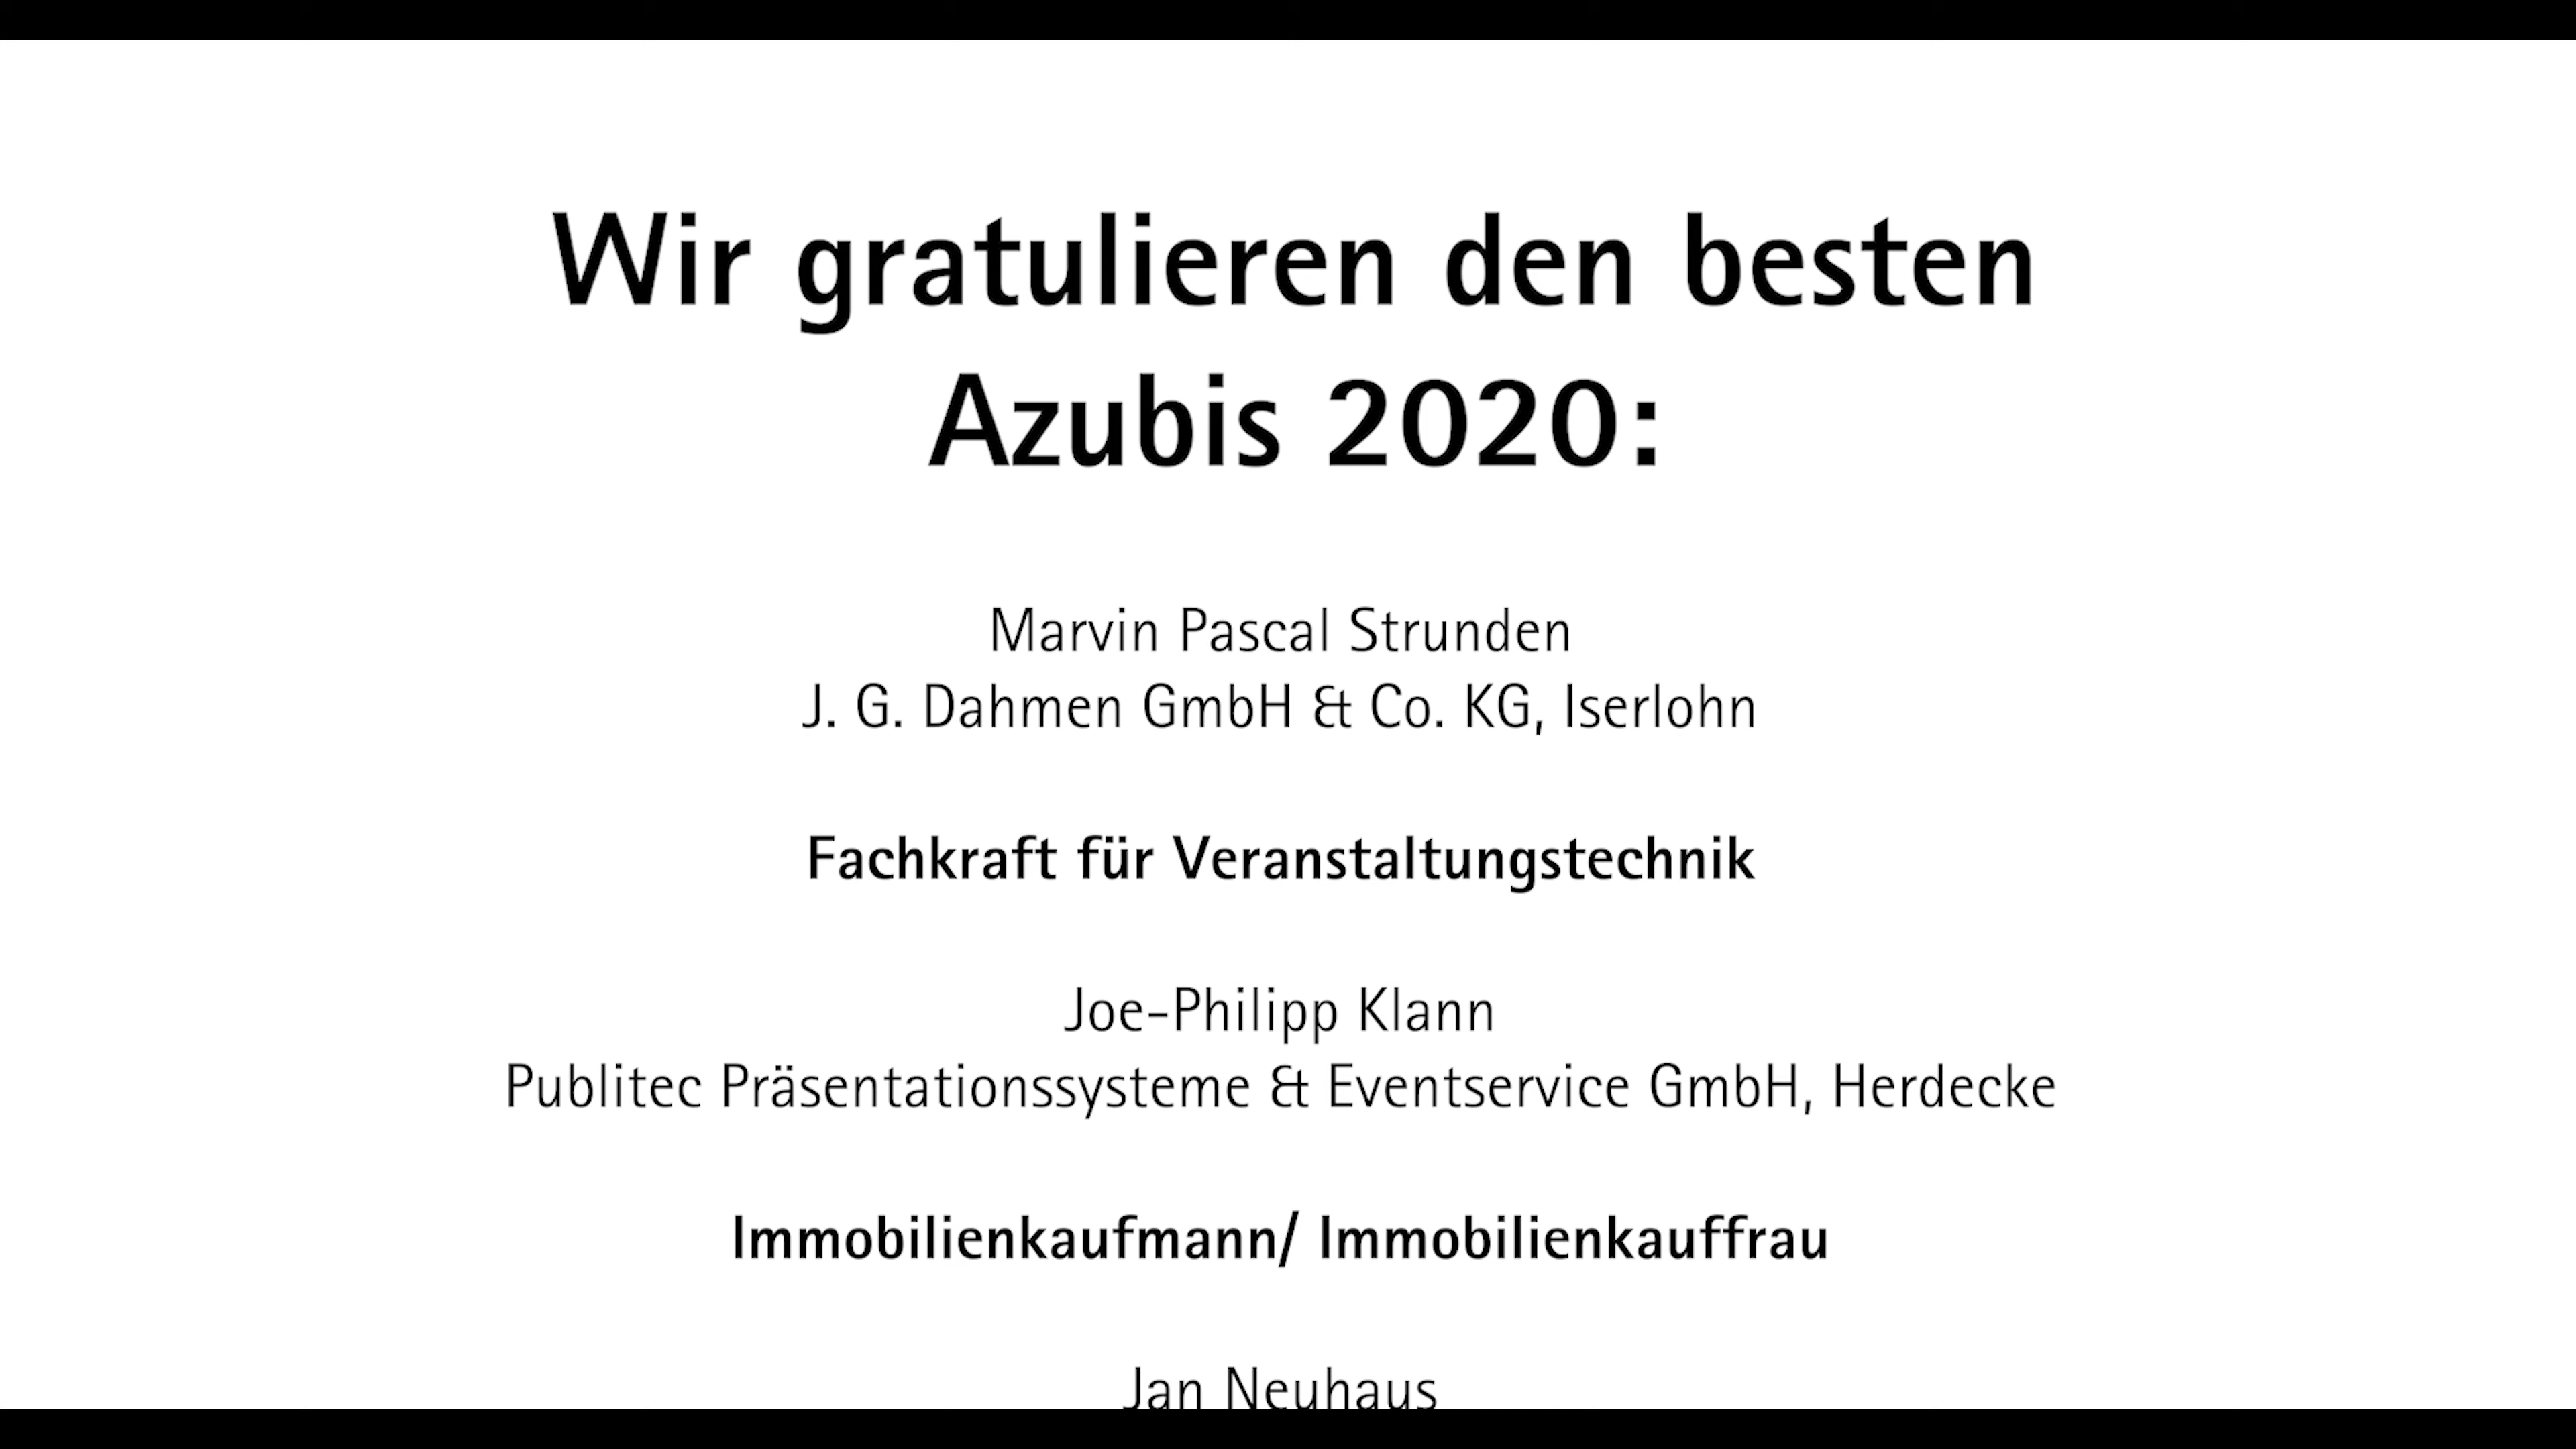 Wir gratulieren den besten
Azubis 2020:
Marvin Pascal Strunden
J. G. Dahmen GmbH & Co. KG, Iserlohn
Fachkraft für Veranstaltungstechnik
Joe-Philipp Klann
Publitec Präsentationssysteme & Eventservice GmbH, Herdecke
Immobilienkaufmann/ Immobilienkauffrau
Jan Neuhaus